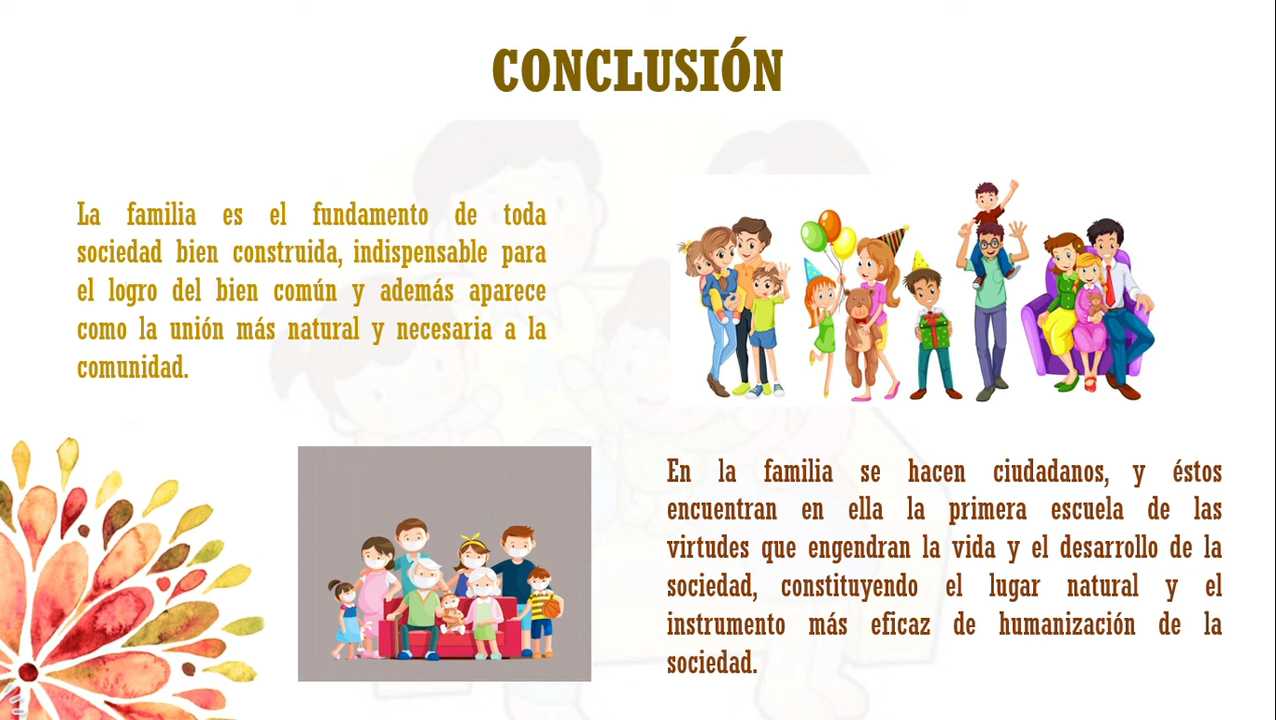 CONCLUSIÓN
La familia es el fundamento de toda
sociedad bien construida, indispensable para
el logro del bien común y además aparece
como la unión más natural y necesaria a la
comunidad.
En la familia se hacen ciudadanos, y éstos
encuentran en ella la primera escuela de las
virtudes que engendran la vida y el desarrollo de la
sociedad, constituyendo el lugar natural y el
instrumento más eficaz de humanización de la
sociedad.